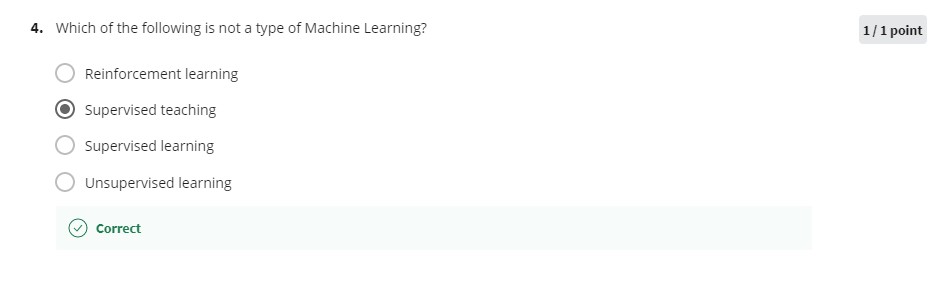 4. Which of the following is not a type of Machine Learning?
1 / 1 point
Reinforcement learning
Supervised teaching
Supervised learning
Unsupervised learning
Correct